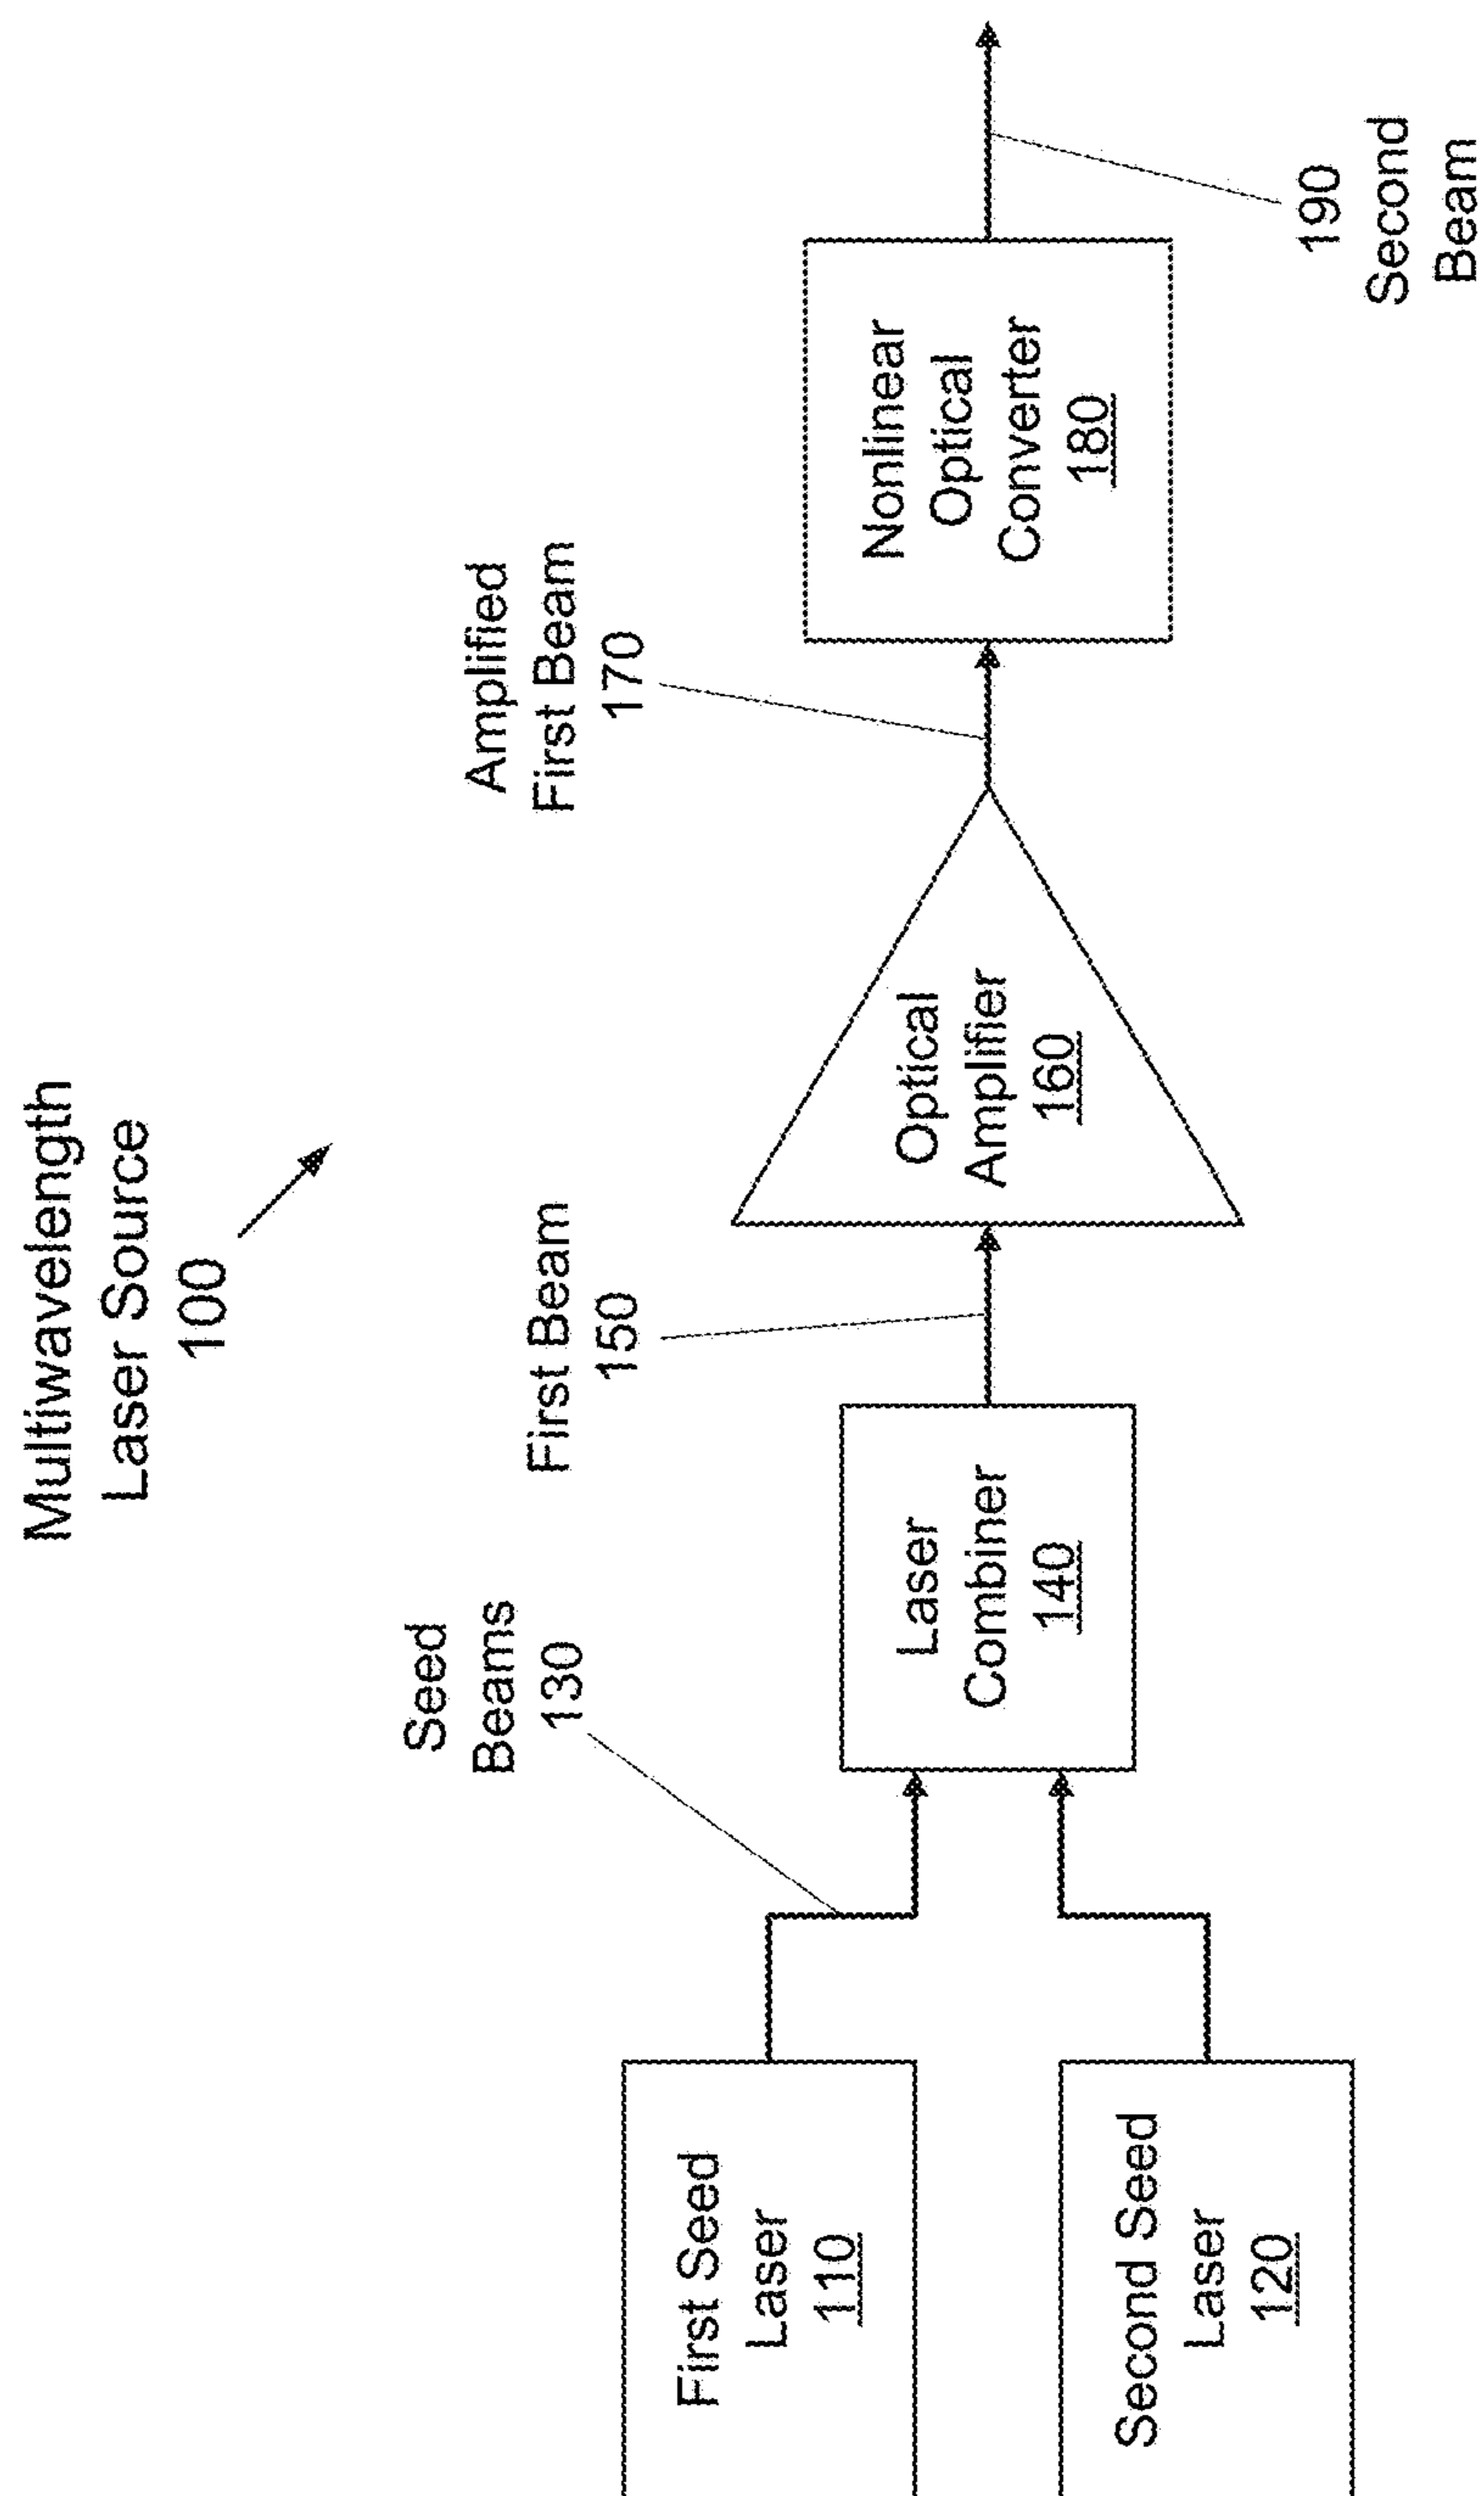 Multiwavelength
Laser Source
100
First Seed
Laser
110
Second Seed
Laser
120
Seed
Beams
130
Laser
Combiner
140
First Beam
150
Optical
Amplifier
160
Amplified
First Beam
170
Nonlinear
Optical
Converter
180
190
Second
Beam